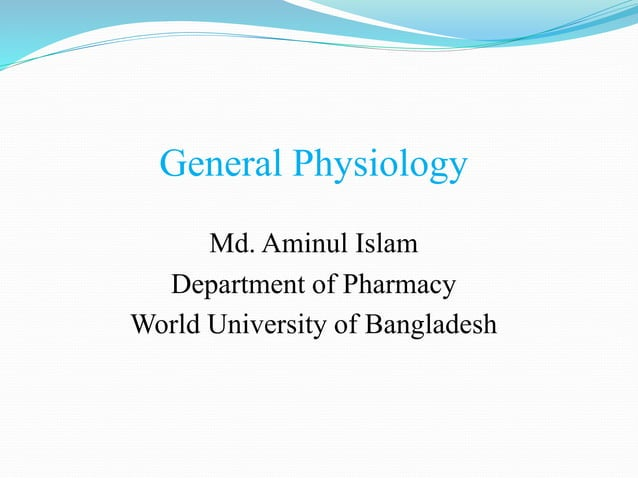 General Physiology
Md. Aminul Islam
Department of Pharmacy
World University of Bangladesh